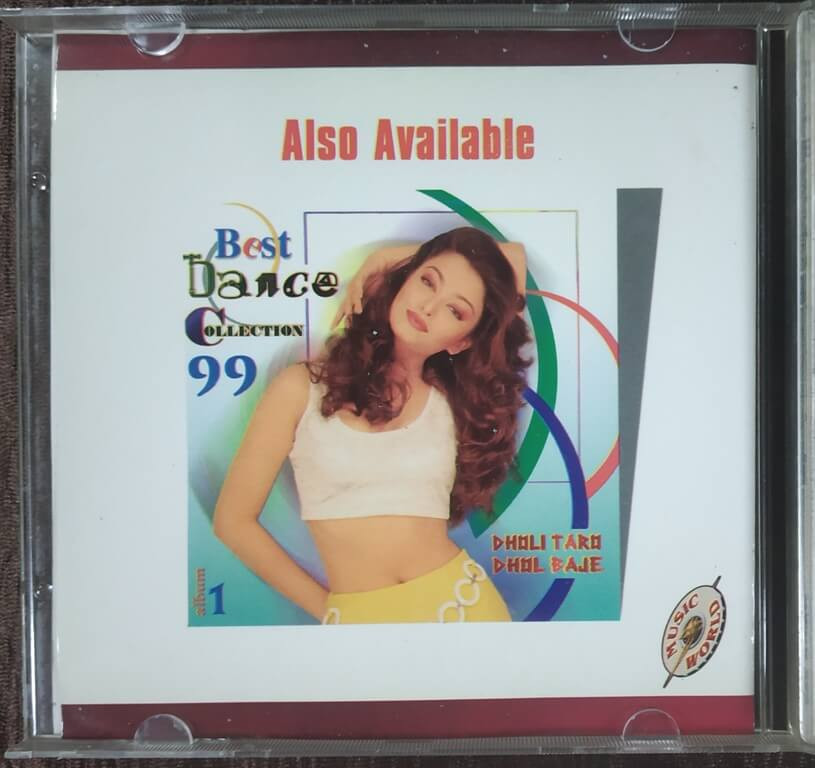 Also Available
Best
Dance
COLLECTION
99
DHOLI TARO
DHOL BAJE
album 1
MUSIC
WORLD